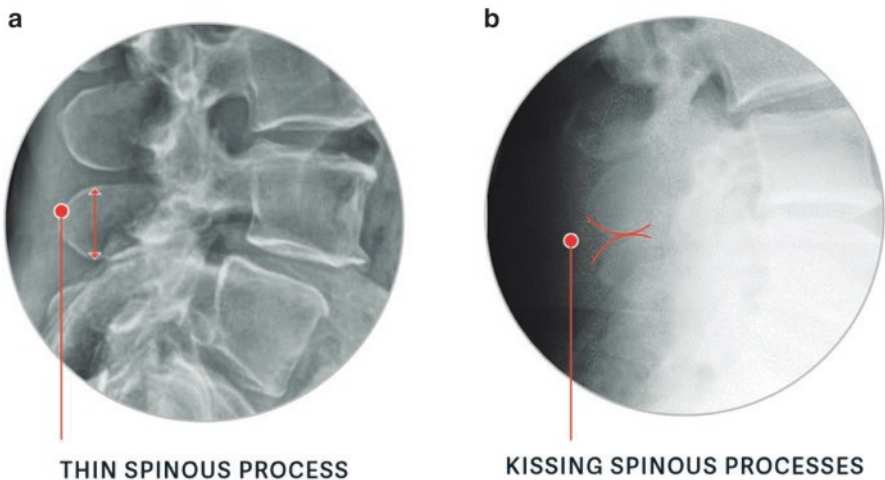 a
b
THIN SPINOUS PROCESS
KISSING SPINOUS PROCESSES